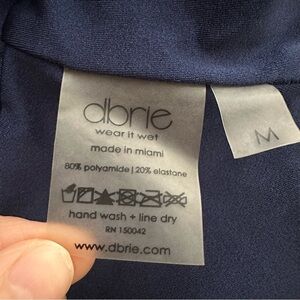 dbrie
wear it wet
made in miami
80% polyamide | 20% elastane
hand wash + line dry
RN 150042
www.dbrie.com
M